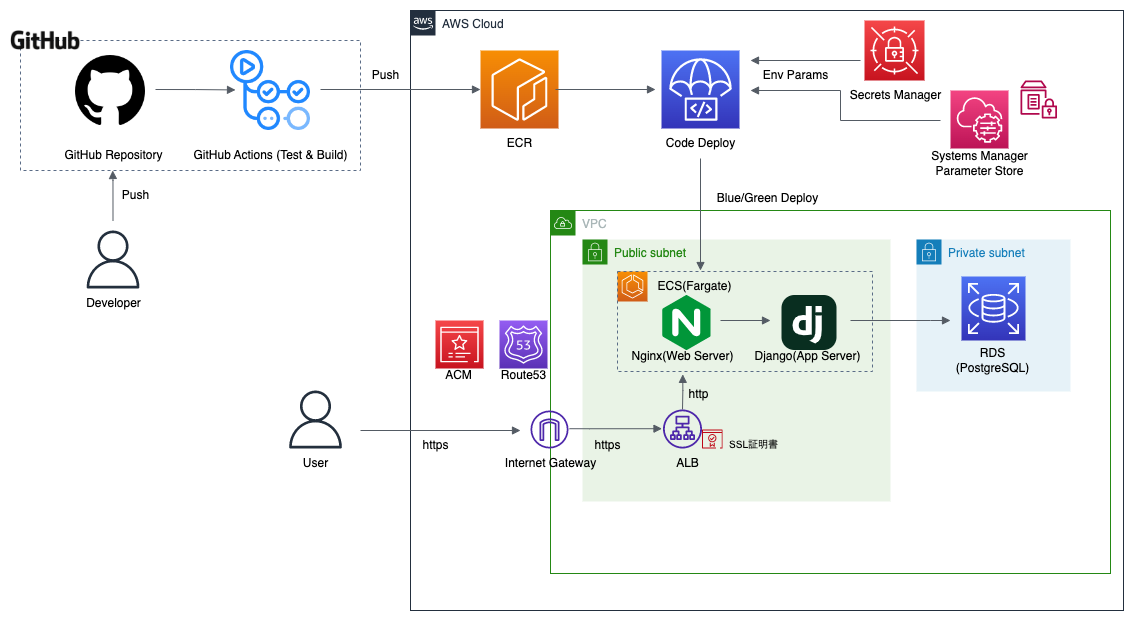 GitHub
aws
AWS Cloud
Push
Env Params
Secrets Manager
ECR
Code Deploy
GitHub Repository
GitHub Actions (Test & Build)
Systems Manager
Parameter Store
Push
Blue/Green Deploy
VPC
Public subnet
Private subnet
Developer
ECS(Fargate)
N
dj
Nginx(Web Server)
Django(App Server)
RDS
(PostgreSQL)
53
ACM
Route53
http
https
https
SSL証明書
User
Internet Gateway
ALB